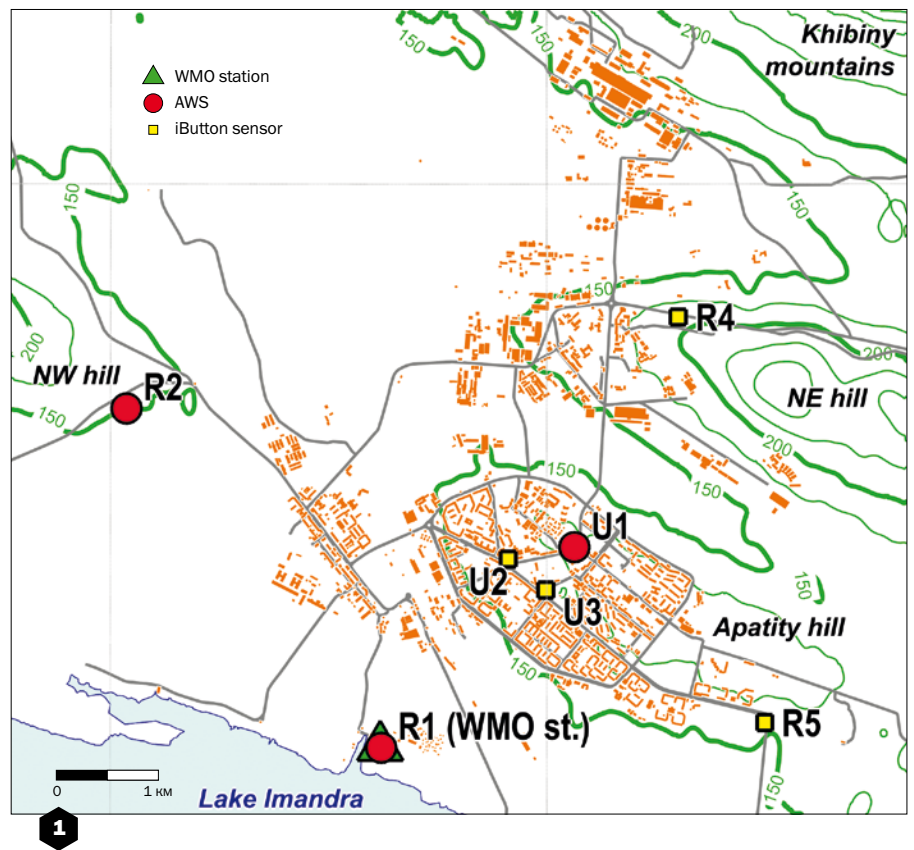 150
150
200
Khibiny
mountains
WMO station
AWS
iButton sensor
150
150
150
R4
200
200
NW hill
R2
NE hill
150
200
150
150
U1
U2
U3
150
Apatity hill
150
R1 (WMO st.)
R5
0
1 км
Lake Imandra
150
1